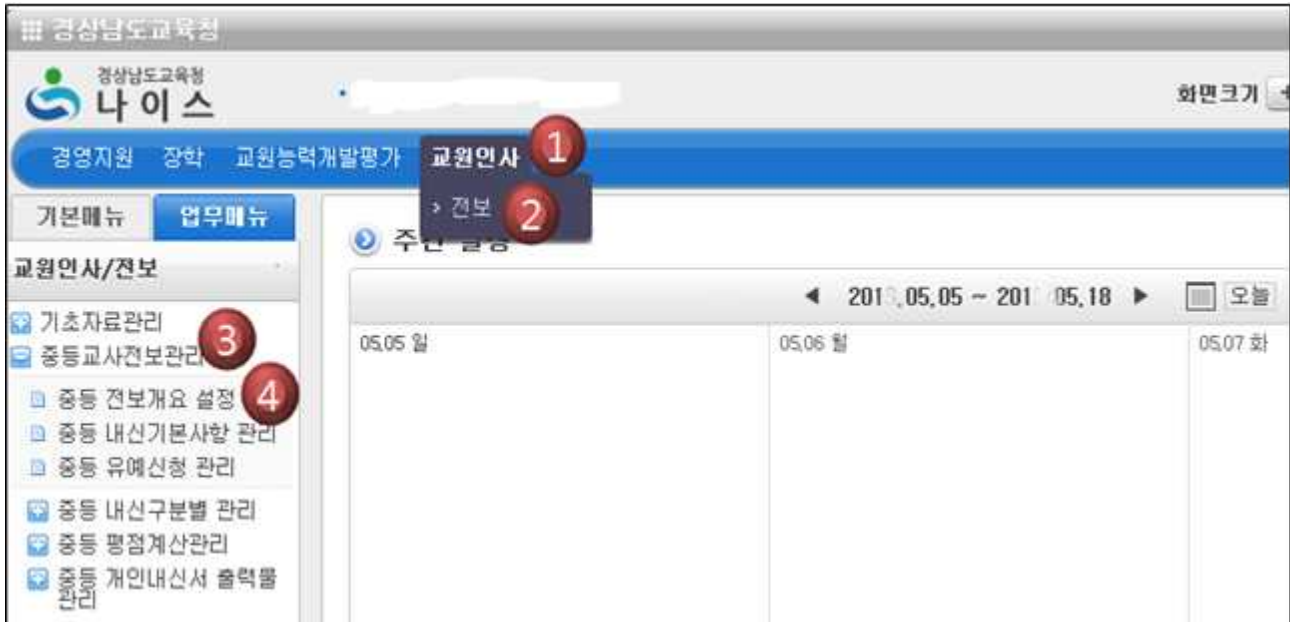 경상남도교육청
경상남도교육청
나이스
화면크기
경영지원 장학 교원능력개발평가 교원인사 1
> 전보 2
기본메뉴 업무메뉴
교원인사/전보
◀ 05.05 ~ 05.18 ▶ 오늘
기초자료관리
3
중등교사전보관리
05.05 일 05.06 월 05.07 화
중등 전보개요 설정 4
중등 내신기본사항 관리
중등 유예신청 관리
중등 내신구분별 관리
중등 평점계산관리
중등 개인내신서 출력물
관리